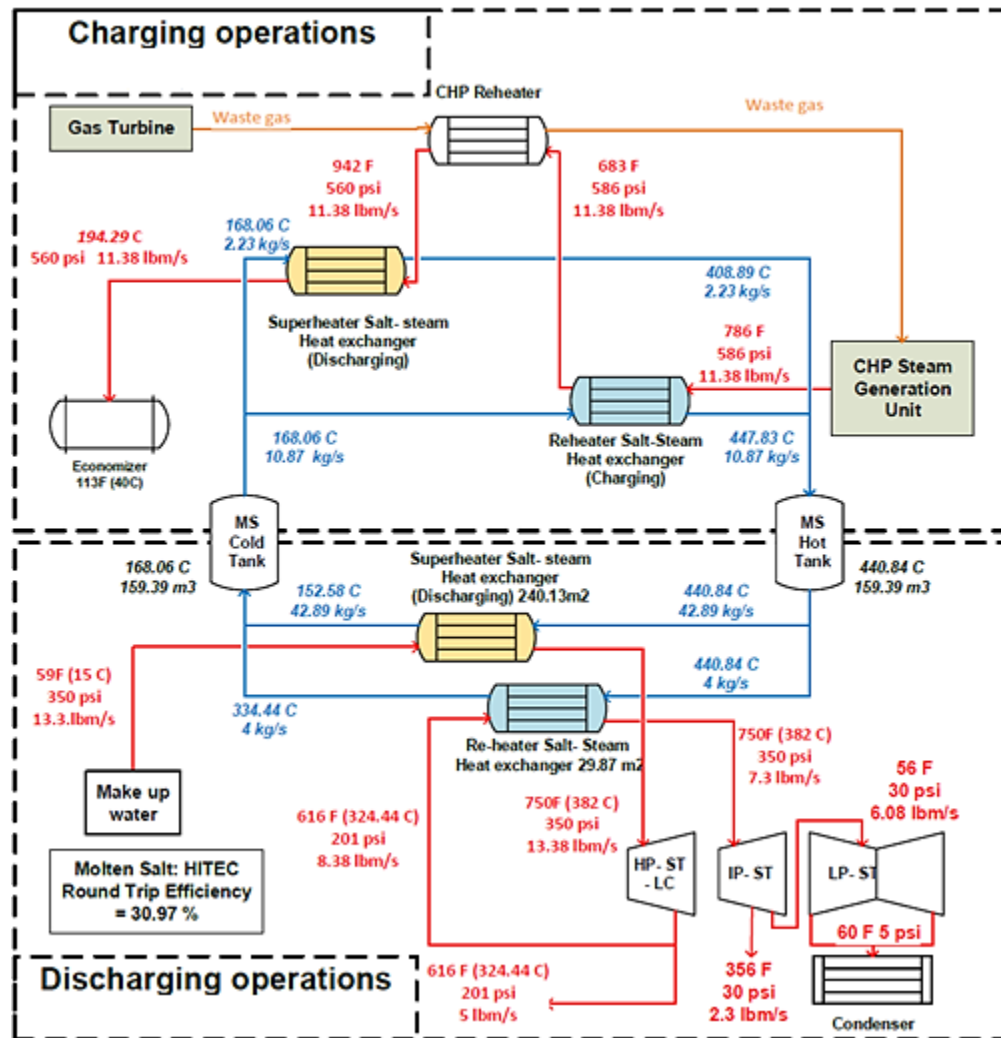 Charging operations
CHP Reheater
Gas Turbine
Waste gas
Waste gas
942 F
560 psi
11.38 lbm/s
683 F
586 psi
11.38 lbm/s
194.29 C
560 psi 11.38 lbm/s
168.06 C
2.23 kg/s
408.89 C
2.23 kg/s
Superheater Salt- steam
Heat exchanger
(Discharging)
786 F
586 psi
11.38 lbm/s
CHP Steam
Generation
Unit
Economizer
113F (40C)
168.06 C
10.87 kg/s
Reheater Salt-Steam
Heat exchanger
(Charging)
447.83 C
10.87 kg/s
MS
Cold
Tank
MS
Hot
Tank
168.06 C
159.39 m3
Superheater Salt- steam
Heat exchanger
(Discharging) 240.13m2
440.84 C
159.39 m3
152.58 C
42.89 kg/s
440.84 C
42.89 kg/s
59F (15 C)
350 psi
13.3.lbm/s
440.84 C
4 kg/s
334.44 C
4 kg/s
Re-heater Salt- Steam
Heat exchanger 29.87 m2
750F (382 C)
350 psi
7.3 lbm/s
Make up
water
616 F (324.44 C)
201 psi
8.38 lbm/s
750F (382 C)
350 psi
13.38 lbm/s
56 F
30 psi
6.08 lbm/s
Molten Salt: HITEC
Round Trip Efficiency
= 30.97 %
HP- ST
- LC
IP- ST
LP- ST
60 F 5 psi
Discharging operations
616 F (324.44 C)
201 psi
5 lbm/s
356 F
30 psi
2.3 lbm/s
Condenser